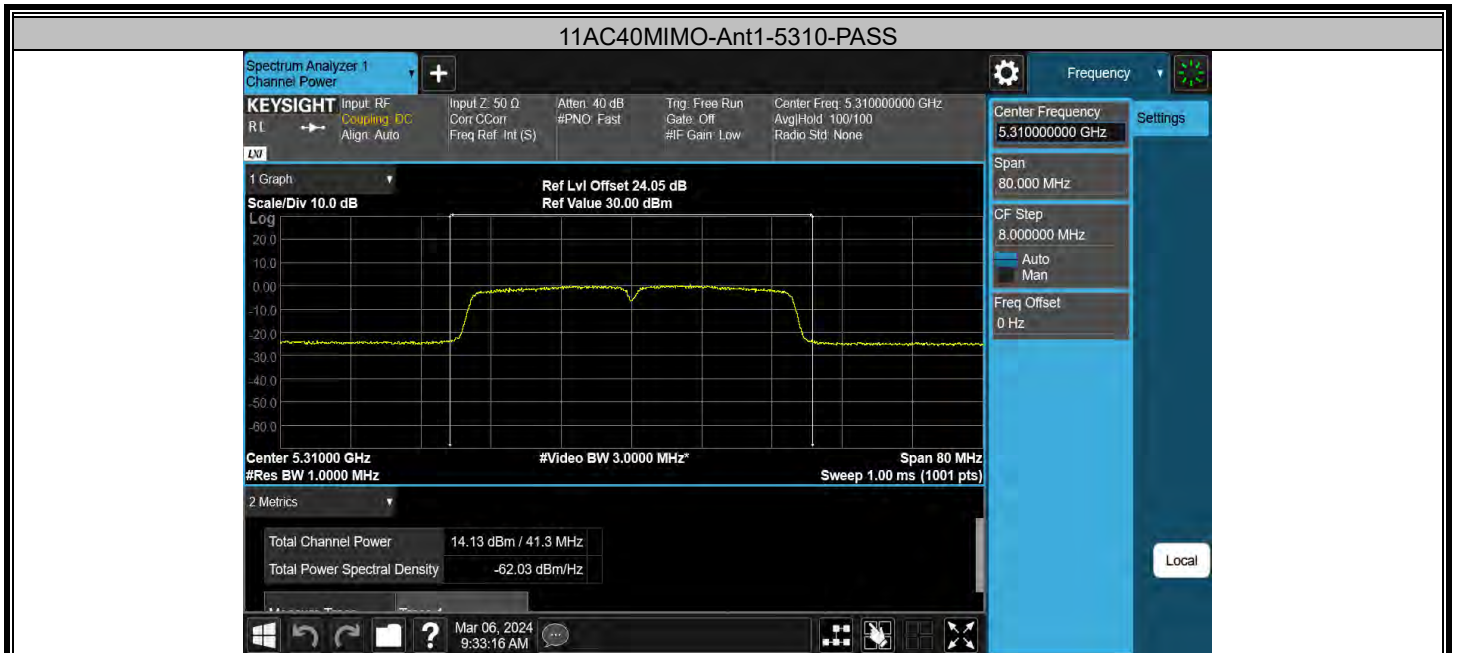 11AC40MIMO-Ant1-5310-PASS
Spectrum Analyzer 1
Channel Power
+
Frequency
KEYSIGHT
R L
LXI
Input: RF
Coupling: DC
Align: Auto
Input Z: 50 Ω
Corr CCorr
Freq Ref: Int (S)
Atten: 40 dB
#PNO: Fast
Trig: Free Run
Gate: Off
#IF Gain: Low
Center Freq: 5.310000000 GHz
Avg|Hold: 100/100
Radio Std: None
Center Frequency
5.310000000 GHz
Settings
Span
80.000 MHz
CF Step
8.000000 MHz
Auto
Man
Freq Offset
0 Hz
1 Graph
Scale/Div 10.0 dB
Ref Lvl Offset 24.05 dB
Ref Value 30.00 dBm
Log
20.0
10.0
0.00
-10.0
-20.0
-30.0
-40.0
-50.0
-60.0
Center 5.31000 GHz
#Video BW 3.0000 MHz*
Span 80 MHz
#Res BW 1.0000 MHz
Sweep 1.00 ms (1001 pts)
2 Metrics
Total Channel Power 14.13 dBm / 41.3 MHz
Total Power Spectral Density -62.03 dBm/Hz
Local
?
Mar 06, 2024
9:33:16 AM